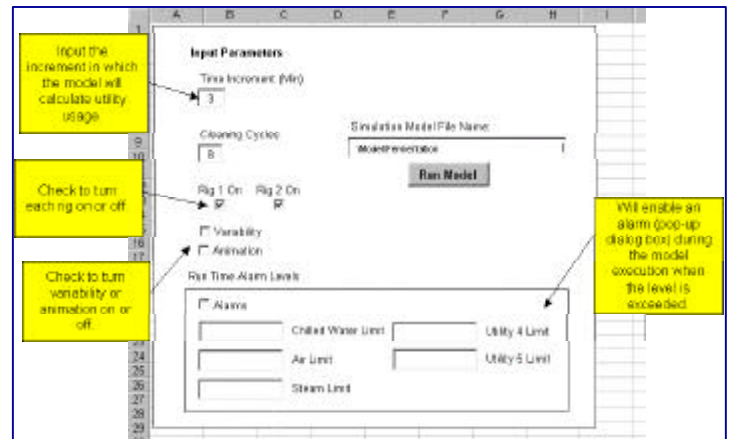 A B C D E F G H I
1
Input Parameters
Time Increment (Min)
3
Input the
increment in which
the model will
calculate utility
usage
Cleaning Cycles
8
Simulation Model File Name:
Run Model
9
10
Rig 1 On Rig 2 On
Check to turn
each rig on or off.
Variability
Animation
16
17
Check to turn
variability or
animation on or
off.
Will enable an
alarm (pop-up
dialog box) during
the model
execution when
the level is
exceeded.
Run Time Alarm Levels
Alarms
Chilled Water Limit
Utility 4 Limit
Air Limit
Utility 5 Limit
Steam Limit
24
25
26
27
28
29